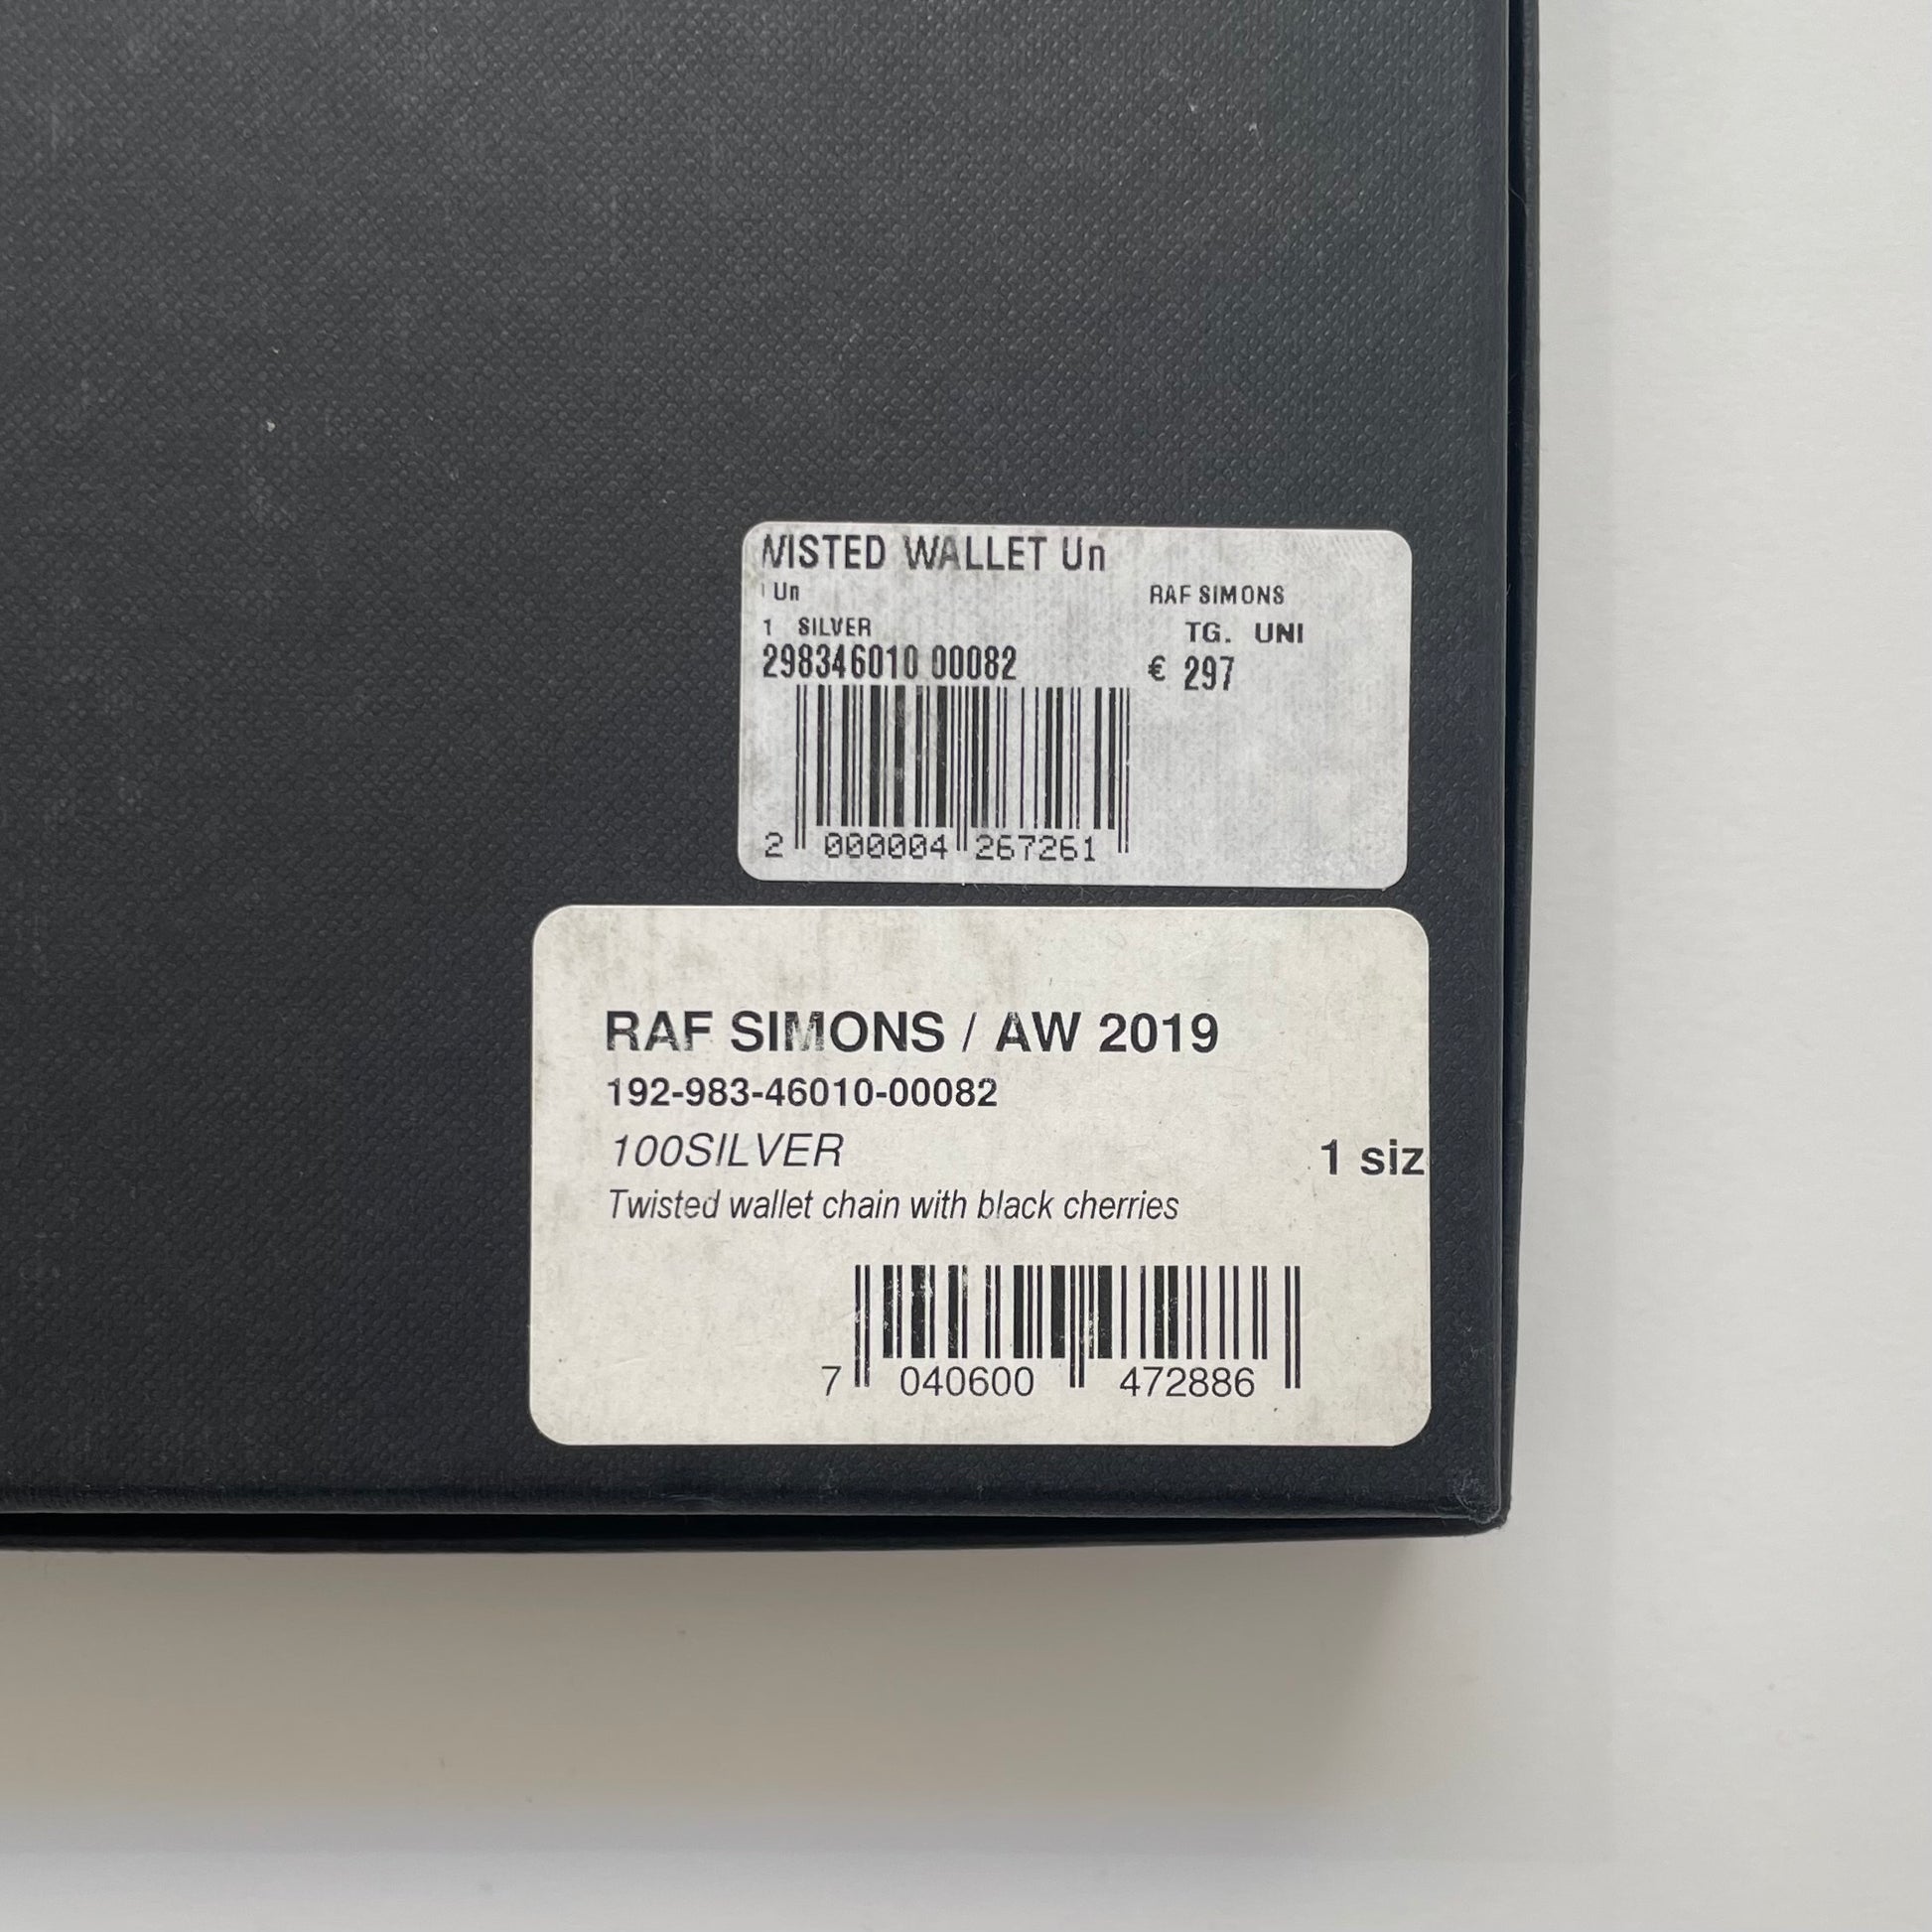 WISTED WALLET Un
Un
RAF SIMONS
1 SILVER
TG. UNI
298346010 00082
€ 297
2 000004 267261
RAF SIMONS / AW 2019
192-983-46010-00082
100SILVER
1 siz
Twisted wallet chain with black cherries
7 040600 472886